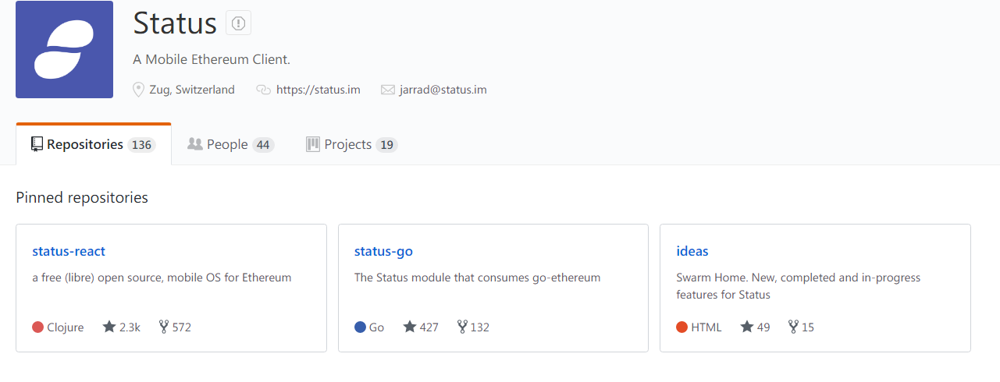 Status
A Mobile Ethereum Client.
Zug, Switzerland https://status.im jarrad@status.im
Repositories 136 People 44 Projects 19
Pinned repositories
status-react
a free (libre) open source, mobile OS for Ethereum
Clojure 2.3k 572
status-go
The Status module that consumes go-ethereum
Go 427 132
ideas
Swarm Home. New, completed and in-progress
features for Status
HTML 49 15